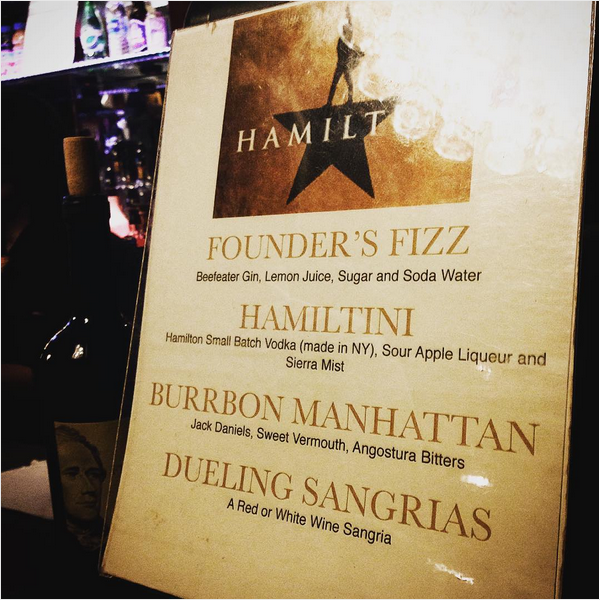 HAMILT
FOUNDER'S FIZZ
Beefeater Gin, Lemon Juice, Sugar and Soda Water
HAMILTINI
Hamilton Small Batch Vodka (made in NY), Sour Apple Liqueur and
Sierra Mist
BURRBON MANHATTAN
Jack Daniels, Sweet Vermouth, Angostura Bitters
DUELING SANGRIAS
A Red or White Wine Sangria